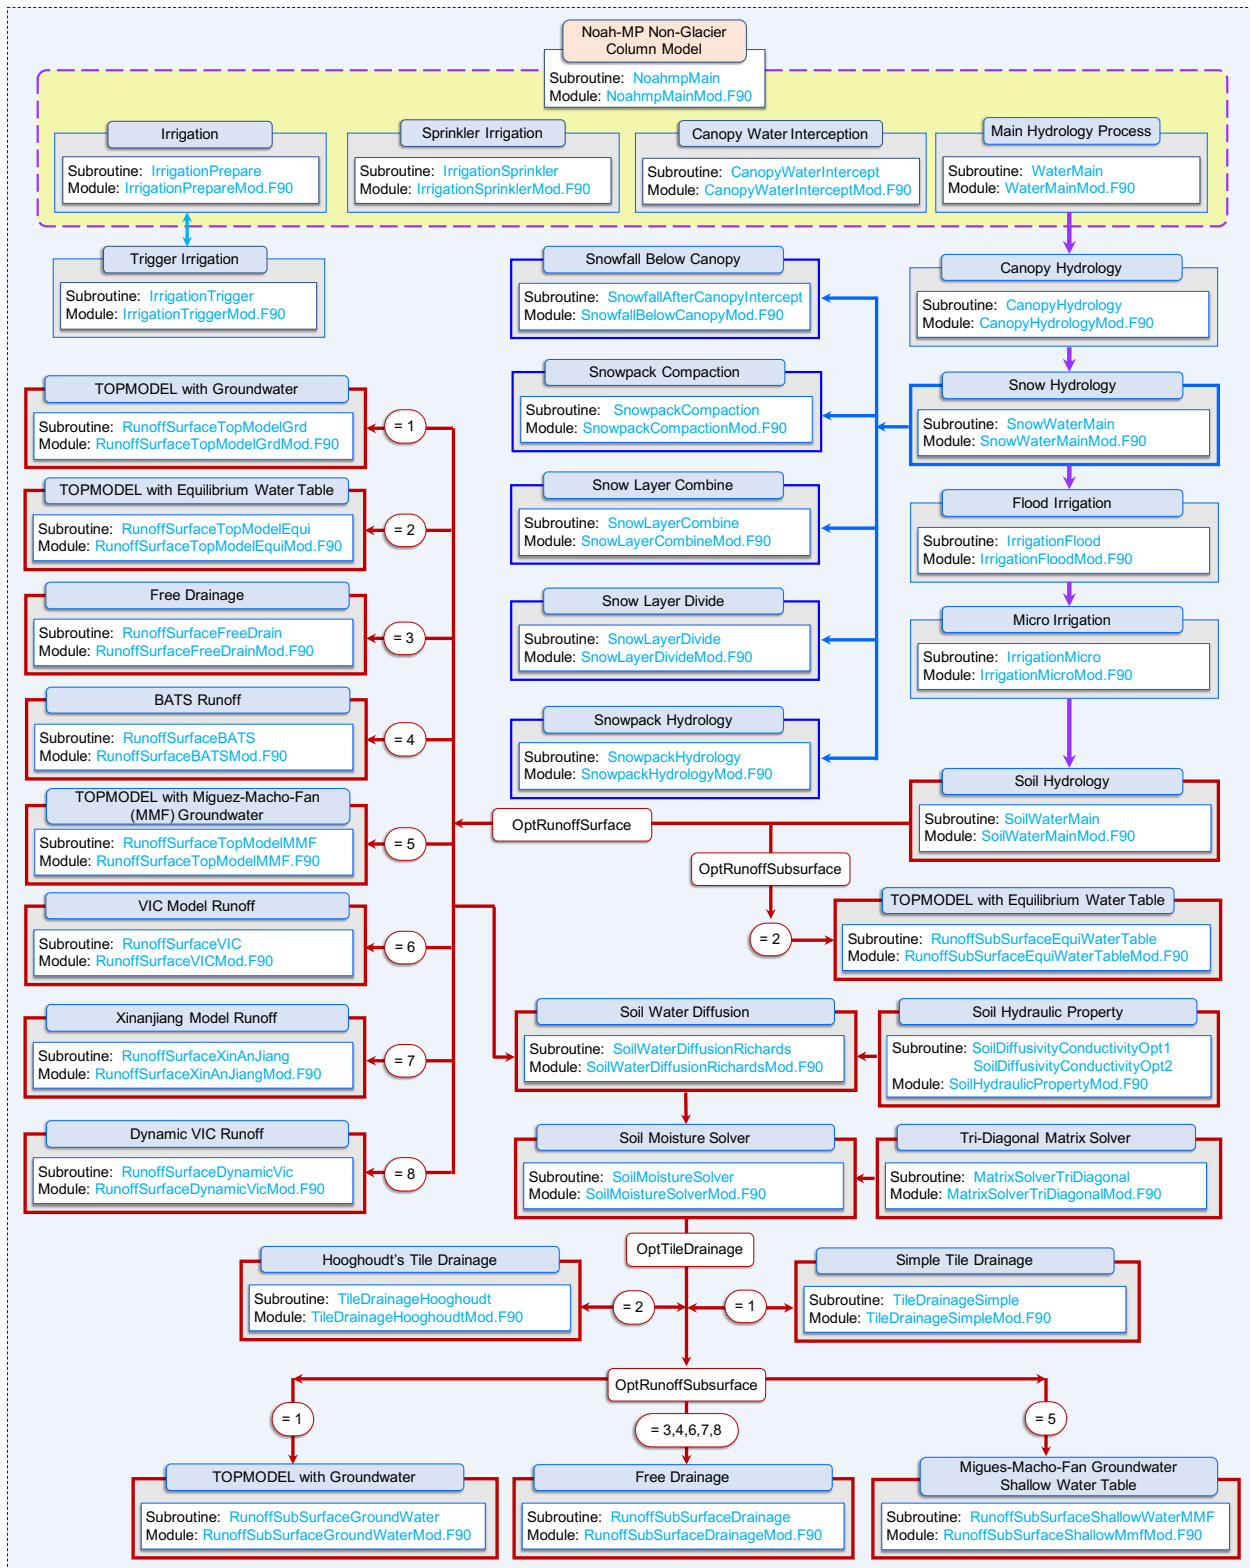 Noah-MP Non-Glacier
Column Model
Subroutine: NoahmpMain
Module: NoahmpMainMod.F90
Irrigation
Subroutine: IrrigationPrepare
Module: IrrigationPrepareMod.F90
Sprinkler Irrigation
Subroutine: IrrigationSprinkler
Module: IrrigationSprinklerMod.F90
Canopy Water Interception
Subroutine: CanopyWaterIntercept
Module: CanopyWaterInterceptMod.F90
Main Hydrology Process
Subroutine: WaterMain
Module: WaterMainMod.F90
Trigger Irrigation
Subroutine: IrrigationTrigger
Module: IrrigationTriggerMod.F90
Snowfall Below Canopy
Subroutine: SnowfallAfterCanopyIntercept
Module: SnowfallBelowCanopyMod.F90
Canopy Hydrology
Subroutine: CanopyHydrology
Module: CanopyHydrologyMod.F90
Snowpack Compaction
Subroutine: SnowpackCompaction
Module: SnowpackCompactionMod.F90
Snow Hydrology
Subroutine: SnowWaterMain
Module: SnowWaterMainMod.F90
Snow Layer Combine
Subroutine: SnowLayerCombine
Module: SnowLayerCombineMod.F90
Flood Irrigation
Subroutine: IrrigationFlood
Module: IrrigationFloodMod.F90
Snow Layer Divide
Subroutine: SnowLayerDivide
Module: SnowLayerDivideMod.F90
Micro Irrigation
Subroutine: IrrigationMicro
Module: IrrigationMicroMod.F90
Snowpack Hydrology
Subroutine: SnowpackHydrology
Module: SnowpackHydrologyMod.F90
Soil Hydrology
Subroutine: SoilWaterMain
Module: SoilWaterMainMod.F90
TOPMODEL with Groundwater
Subroutine: RunoffSurfaceTopModelGrd
Module: RunoffSurfaceTopModelGrdMod.F90
= 1
TOPMODEL with Equilibrium Water Table
Subroutine: RunoffSurfaceTopModelEqui
Module: RunoffSurfaceTopModelEquiMod.F90
= 2
Free Drainage
Subroutine: RunoffSurfaceFreeDrain
Module: RunoffSurfaceFreeDrainMod.F90
= 3
BATS Runoff
Subroutine: RunoffSurfaceBATS
Module: RunoffSurfaceBATSMod.F90
= 4
TOPMODEL with Miguez-Macho-Fan
(MMF) Groundwater
Subroutine: RunoffSurfaceTopModelMMF
Module: RunoffSurfaceTopModelMMF.F90
= 5
OptRunoffSurface
OptRunoffSubsurface
VIC Model Runoff
Subroutine: RunoffSurfaceVIC
Module: RunoffSurfaceVICMod.F90
= 6
= 2
TOPMODEL with Equilibrium Water Table
Subroutine: RunoffSubSurfaceEquiWaterTable
Module: RunoffSubSurfaceEquiWaterTableMod.F90
Xinanjiang Model Runoff
Subroutine: RunoffSurfaceXinAnJiang
Module: RunoffSurfaceXinAnJiangMod.F90
= 7
Soil Water Diffusion
Subroutine: SoilWaterDiffusionRichards
Module: SoilWaterDiffusionRichardsMod.F90
Soil Hydraulic Property
Subroutine: SoilDiffusivityConductivityOpt1
SoilDiffusivityConductivityOpt2
Module: SoilHydraulicPropertyMod.F90
Dynamic VIC Runoff
Subroutine: RunoffSurfaceDynamicVic
Module: RunoffSurfaceDynamicVicMod.F90
= 8
Soil Moisture Solver
Subroutine: SoilMoistureSolver
Module: SoilMoistureSolverMod.F90
Tri-Diagonal Matrix Solver
Subroutine: MatrixSolverTriDiagonal
Module: MatrixSolverTriDiagonalMod.F90
OptTileDrainage
Hooghoudt's Tile Drainage
Subroutine: TileDrainageHooghoudt
Module: TileDrainageHooghoudtMod.F90
= 2
= 1
Simple Tile Drainage
Subroutine: TileDrainageSimple
Module: TileDrainageSimpleMod.F90
OptRunoffSubsurface
= 1
= 3,4,6,7,8
= 5
TOPMODEL with Groundwater
Subroutine: RunoffSubSurfaceGroundWater
Module: RunoffSubSurfaceGroundWaterMod.F90
Free Drainage
Subroutine: RunoffSubSurfaceDrainage
Module: RunoffSubSurfaceDrainageMod.F90
Migues-Macho-Fan Groundwater
Shallow Water Table
Subroutine: RunoffSubSurfaceShallowWaterMMF
Module: RunoffSubSurfaceShallowMmfMod.F90